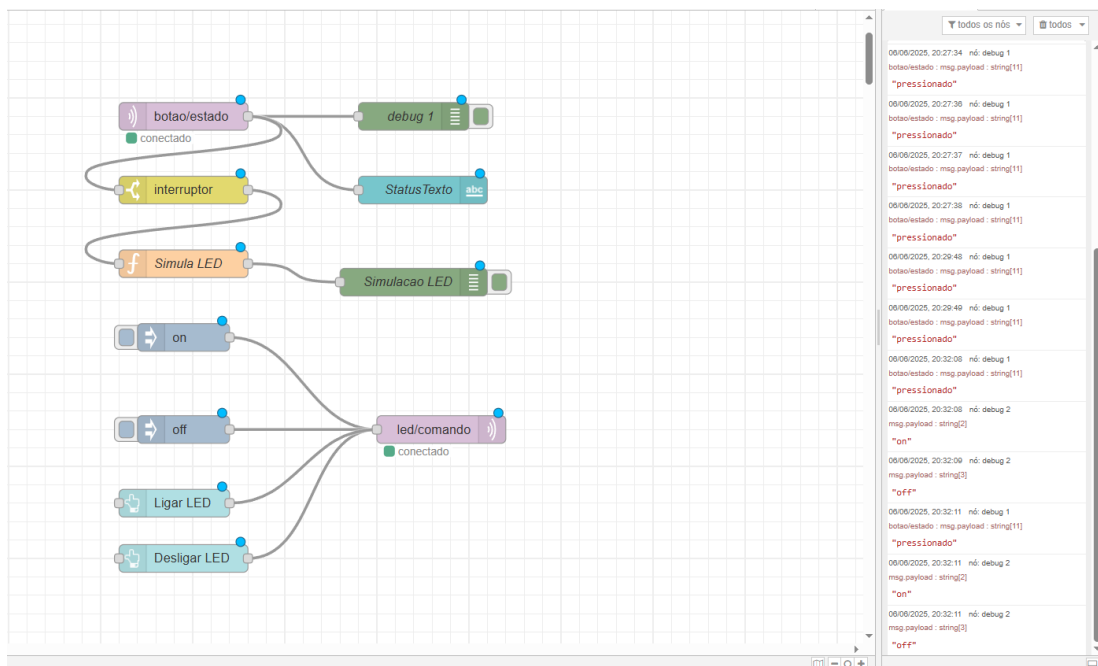 todos os nós
todos
botao/estado
conectado
debug 1
interruptor
StatusTexto
abc
Simula LED
Simulacao LED
on
off
led/comando
conectado
Ligar LED
Desligar LED
06/06/2025, 20:27:34 nó: debug 1
botao/estado : msg.payload : string[11]
"pressionado"
06/06/2025, 20:27:36 nó: debug 1
botao/estado : msg.payload : string[11]
"pressionado"
06/06/2025, 20:27:37 nó: debug 1
botao/estado : msg.payload : string[11]
"pressionado"
06/06/2025, 20:27:38 nó: debug 1
botao/estado : msg.payload : string[11]
"pressionado"
06/06/2025, 20:29:48 nó: debug 1
botao/estado : msg.payload : string[11]
"pressionado"
06/06/2025, 20:29:49 nó: debug 1
botao/estado : msg.payload : string[11]
"pressionado"
06/06/2025, 20:32:08 nó: debug 1
botao/estado : msg.payload : string[11]
"pressionado"
06/06/2025, 20:32:08 nó: debug 2
msg.payload : string[2]
"on"
06/06/2025, 20:32:09 nó: debug 2
msg.payload : string[3]
"off"
06/06/2025, 20:32:11 nó: debug 1
botao/estado : msg.payload : string[11]
"pressionado"
06/06/2025, 20:32:11 nó: debug 2
msg.payload : string[2]
"on"
06/06/2025, 20:32:11 nó: debug 2
msg.payload : string[3]
"off"